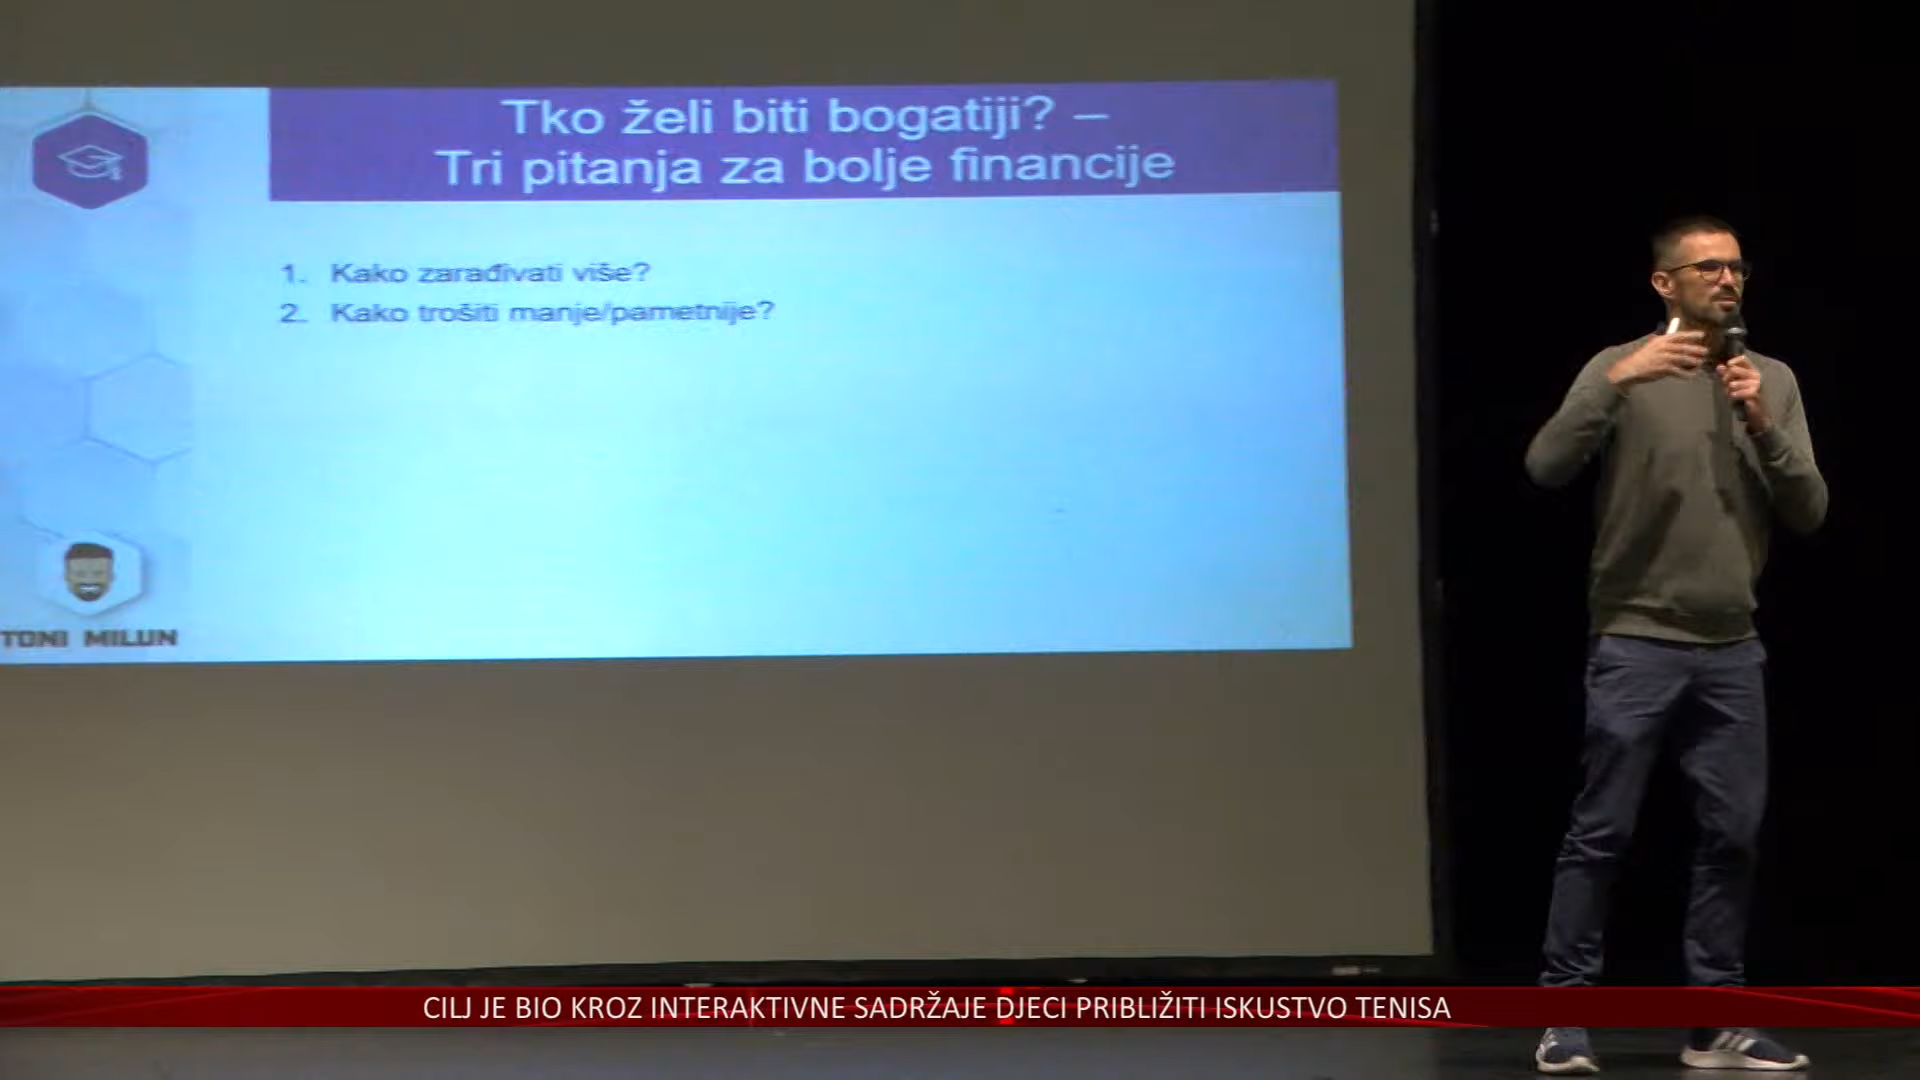 Tko želi biti bogatiji? –
Tri pitanja za bolje financije
1. Kako zarađivati više?
2. Kako trošiti manje/pametnije?
TONI MILUN
CILJ JE BIO KROZ INTERAKTIVNE SADRŽAJE DJECI PRIBLIŽITI ISKUSTVO TENISA